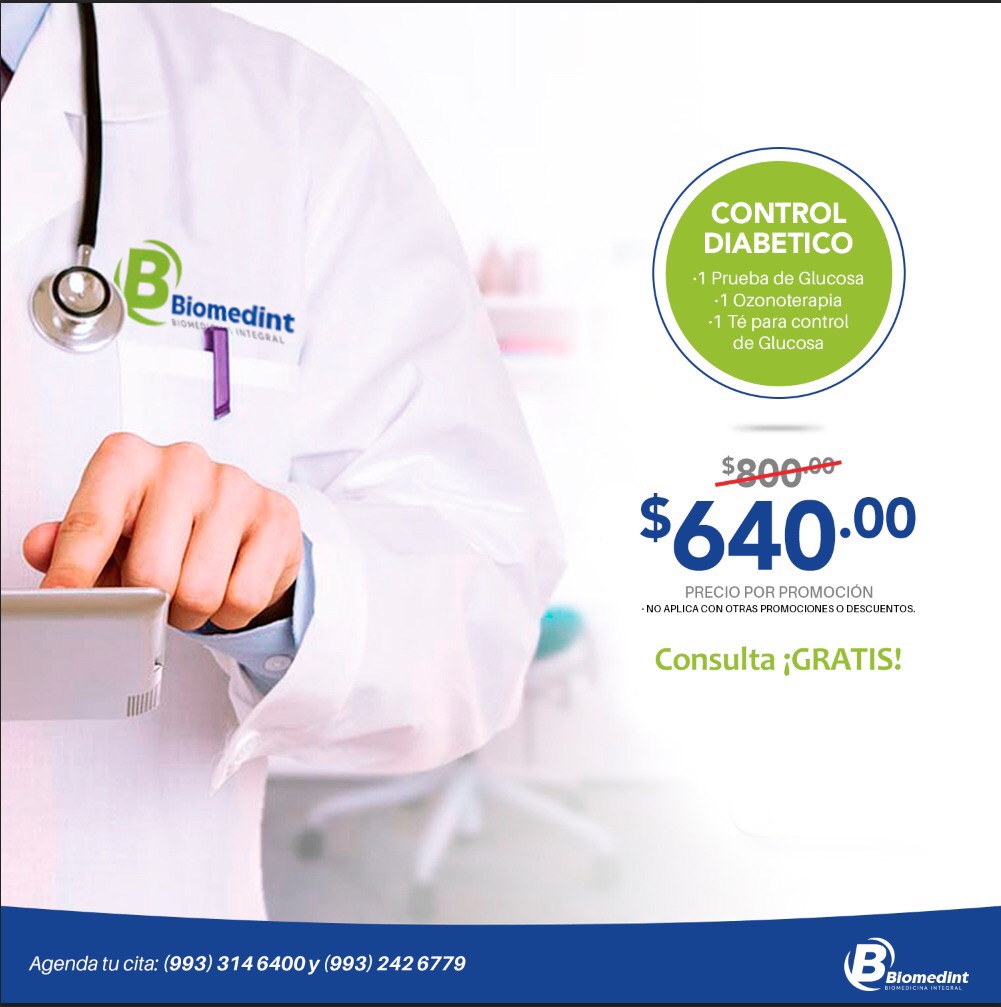 B
Biomedint
BIOMEDICINA INTEGRAL
CONTROL
DIABETICO
·1 Prueba de Glucosa
·1 Ozonoterapia
·1 Té para control
de Glucosa
$800.00
$640.00
PRECIO POR PROMOCIÓN
· NO APLICA CON OTRAS PROMOCIONES O DESCUENTOS.
Consulta ¡GRATIS!
Agenda tu cita: (993) 314 6400 y (993) 242 6779
B
Biomedint
BIOMEDICINA INTEGRAL